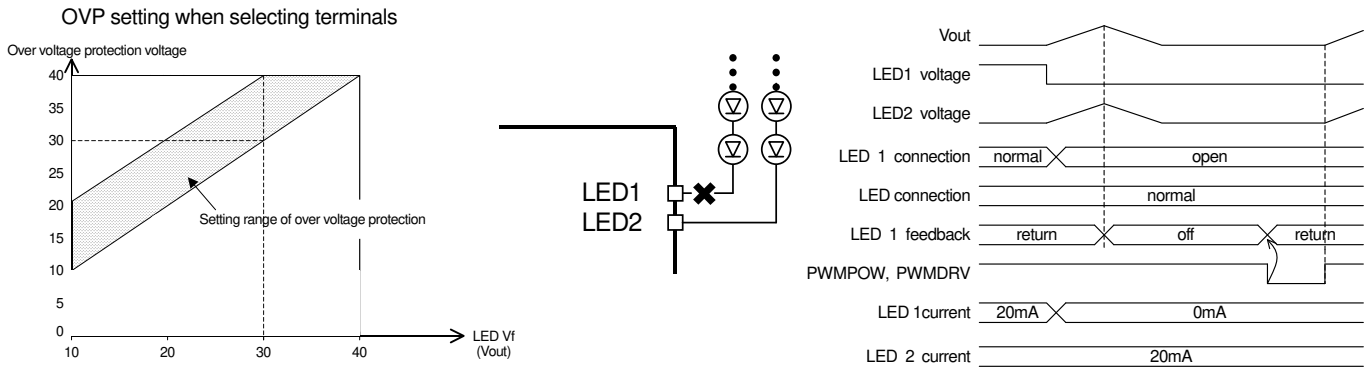 OVP setting when selecting terminals
Over voltage protection voltage
40
35
30
25
20
15
10
5
0
10 20 30 40
Setting range of over voltage protection
LED Vf
(Vout)
LED1
LED2
Vout
LED1 voltage
LED2 voltage
LED 1 connection normal open
LED connection normal
LED 1 feedback return off return
PWMPOW, PWMDRV
LED 1current 20mA 0mA
LED 2 current 20mA